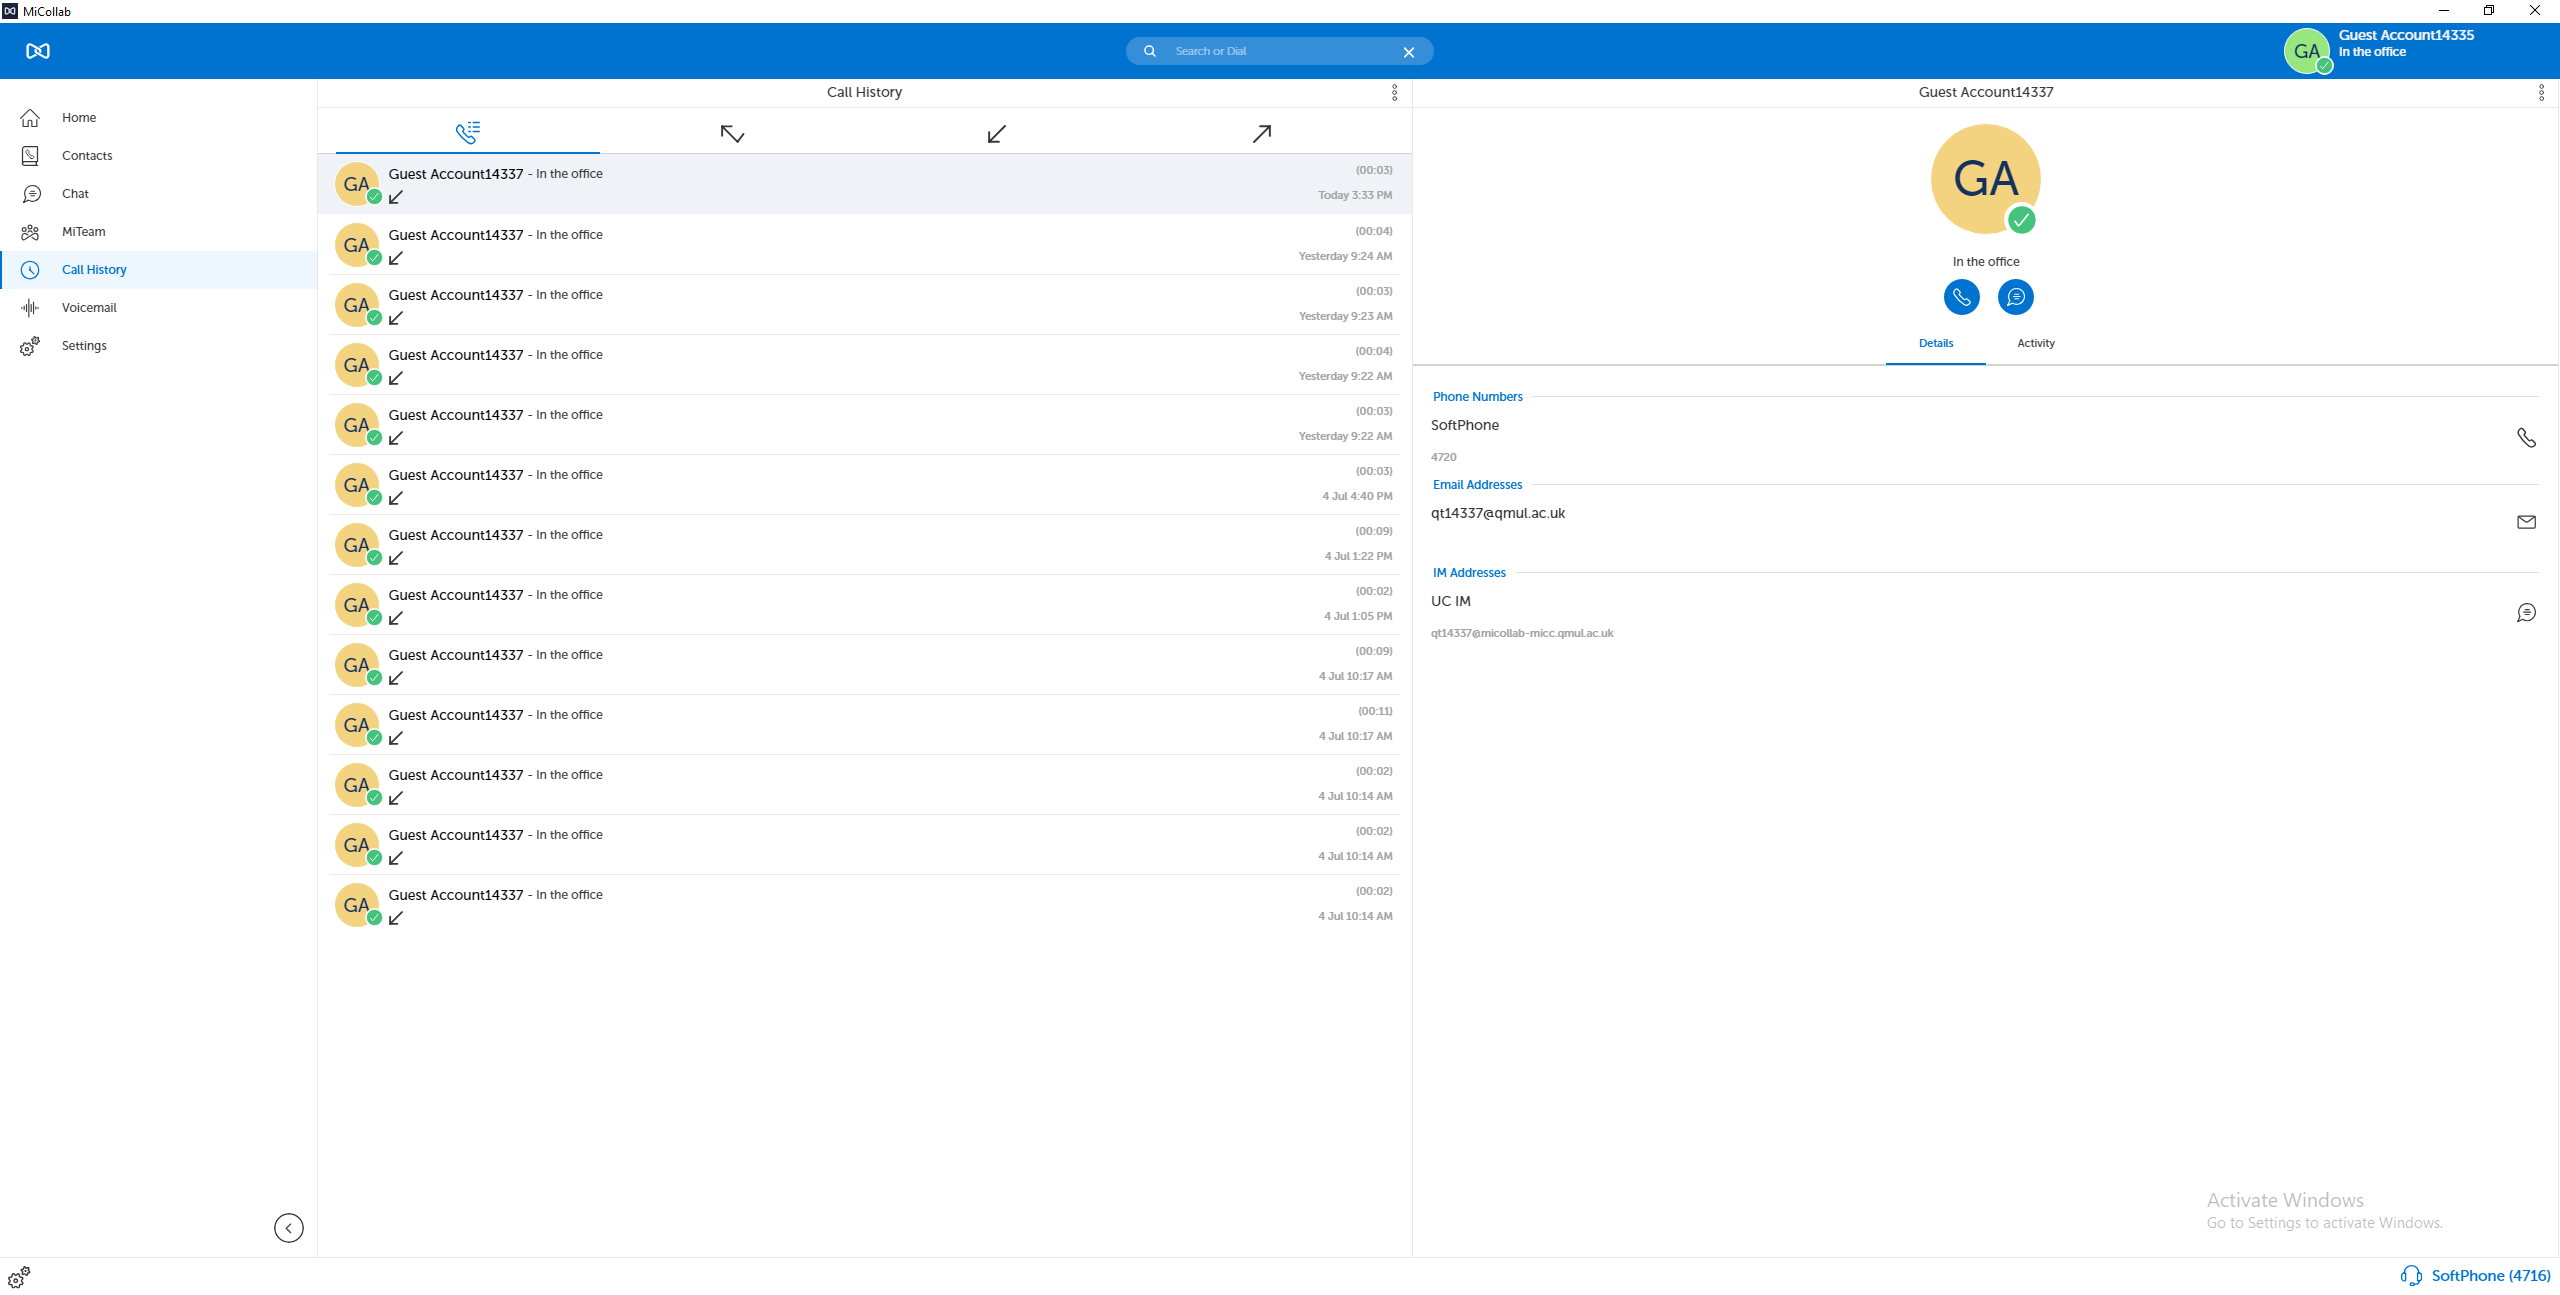 MiCollab
Search or Dial
GA
Guest Account14335
In the office
Home
Contacts
Chat
MiTeam
Call History
Voicemail
Settings
Call History
GA
Guest Account14337 - In the office
(00:03)
Today 3:33 PM
GA
Guest Account14337 - In the office
(00:04)
Yesterday 9:24 AM
GA
Guest Account14337 - In the office
(00:03)
Yesterday 9:23 AM
GA
Guest Account14337 - In the office
(00:04)
Yesterday 9:22 AM
GA
Guest Account14337 - In the office
(00:03)
Yesterday 9:22 AM
GA
Guest Account14337 - In the office
(00:03)
4 Jul 4:40 PM
GA
Guest Account14337 - In the office
(00:09)
4 Jul 1:22 PM
GA
Guest Account14337 - In the office
(00:02)
4 Jul 1:05 PM
GA
Guest Account14337 - In the office
(00:09)
4 Jul 10:17 AM
GA
Guest Account14337 - In the office
(00:11)
4 Jul 10:17 AM
GA
Guest Account14337 - In the office
(00:02)
4 Jul 10:14 AM
GA
Guest Account14337 - In the office
(00:02)
4 Jul 10:14 AM
GA
Guest Account14337 - In the office
(00:02)
4 Jul 10:14 AM
Guest Account14337
GA
In the office
Details Activity
Phone Numbers
SoftPhone
4720
Email Addresses
qt14337@qmul.ac.uk
IM Addresses
UC IM
qt14337@micollab-micc.qmul.ac.uk
Activate Windows
Go to Settings to activate Windows.
SoftPhone (4716)